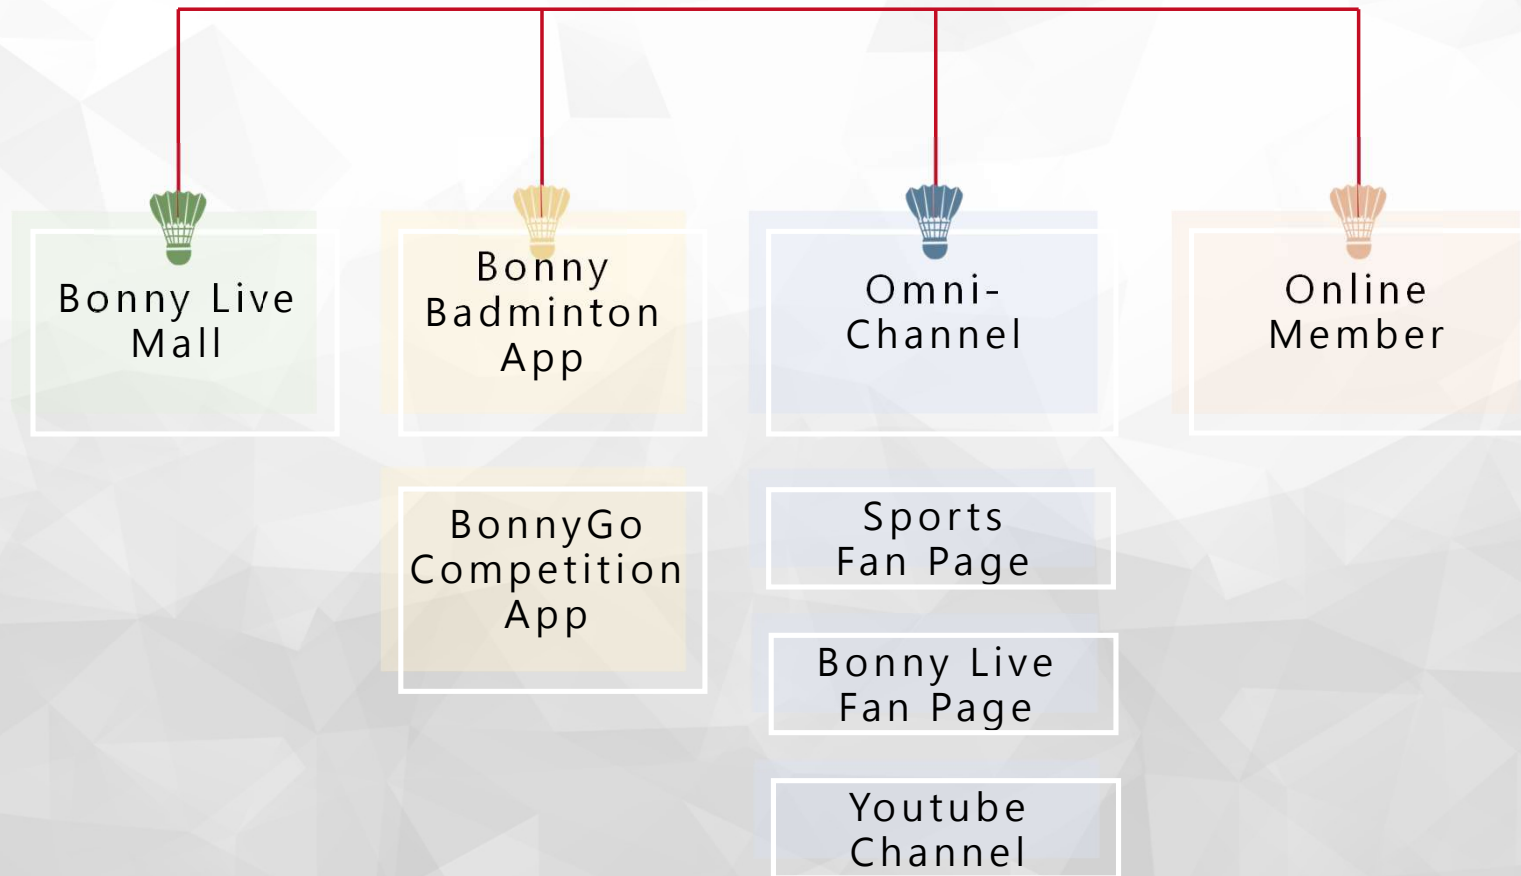 Bonny Live
Mall
Bonny
Badminton
App
BonnyGo
Competition
App
Omni-
Channel
Sports
Fan Page
Bonny Live
Fan Page
Youtube
Channel
Online
Member